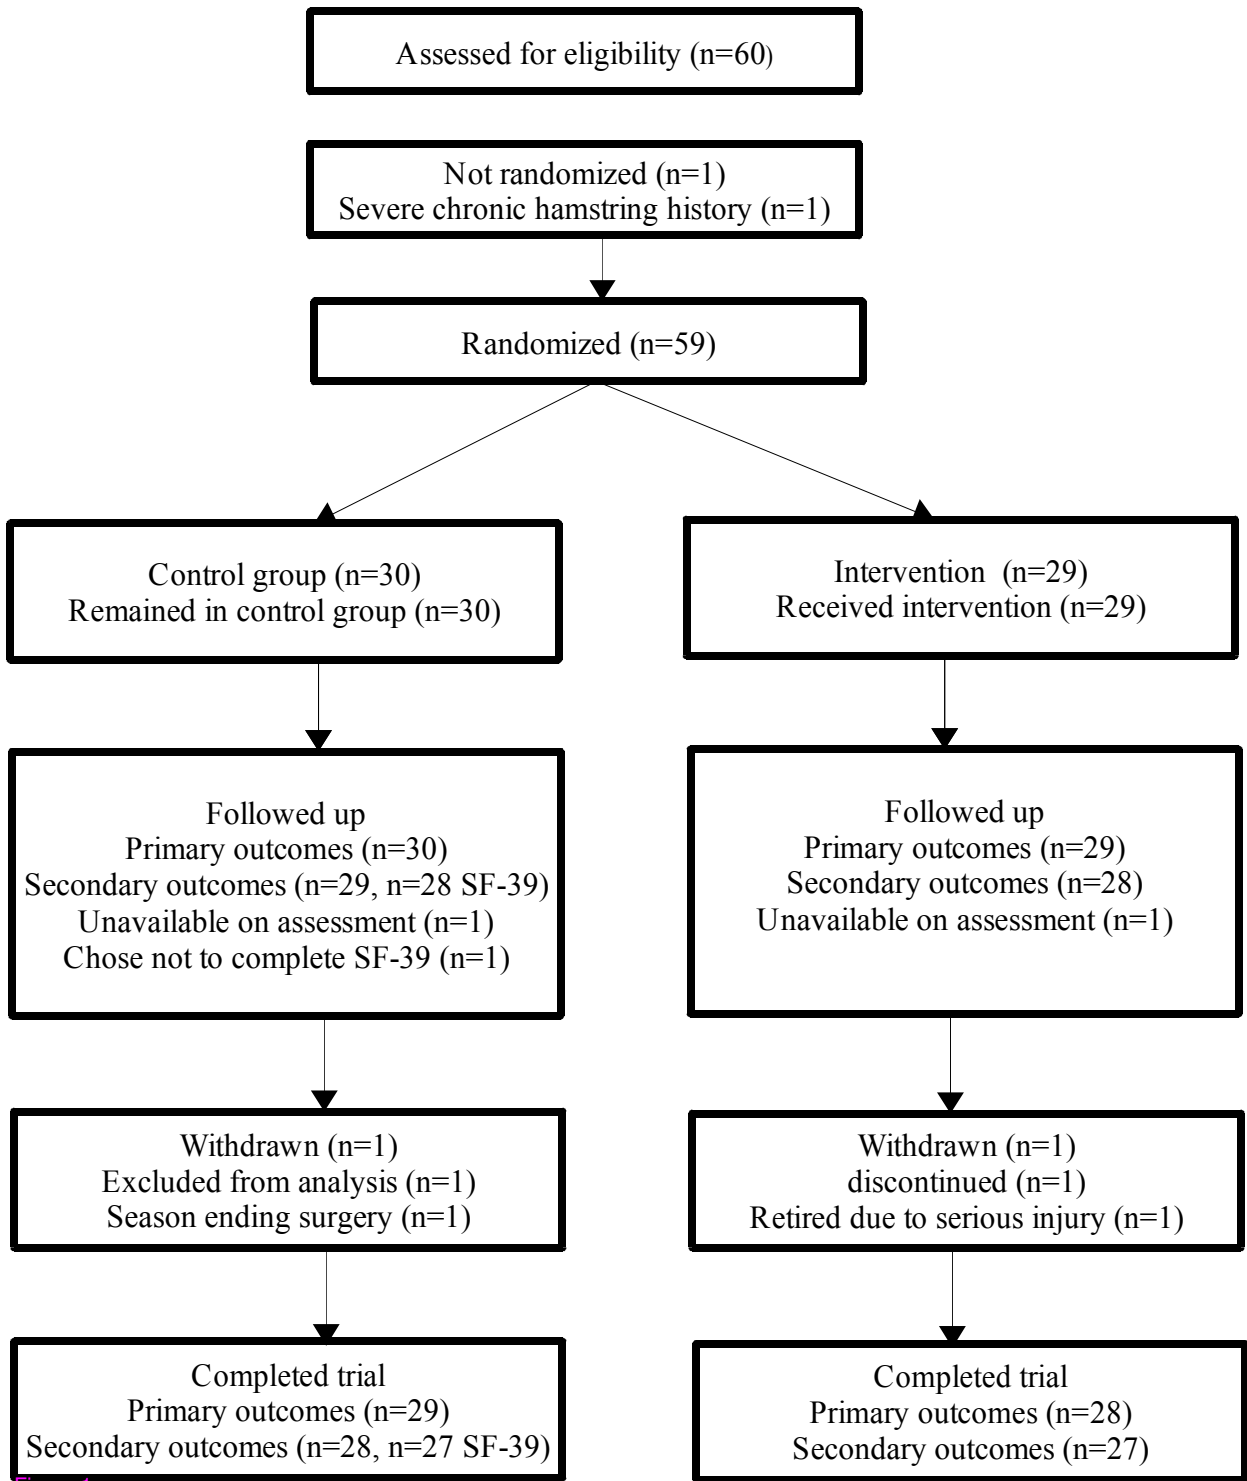 Assessed for eligibility (n=60)
Not randomized (n=1)
Severe chronic hamstring history (n=1)
Randomized (n=59)
Control group (n=30)
Remained in control group (n=30)
Intervention (n=29)
Received intervention (n=29)
Followed up
Primary outcomes (n=30)
Secondary outcomes (n=29, n=28 SF-39)
Unavailable on assessment (n=1)
Chose not to complete SF-39 (n=1)
Followed up
Primary outcomes (n=29)
Secondary outcomes (n=28)
Unavailable on assessment (n=1)
Withdrawn (n=1)
Excluded from analysis (n=1)
Season ending surgery (n=1)
Withdrawn (n=1)
discontinued (n=1)
Retired due to serious injury (n=1)
Completed trial
Primary outcomes (n=29)
Secondary outcomes (n=28, n=27 SF-39)
Completed trial
Primary outcomes (n=28)
Secondary outcomes (n=27)